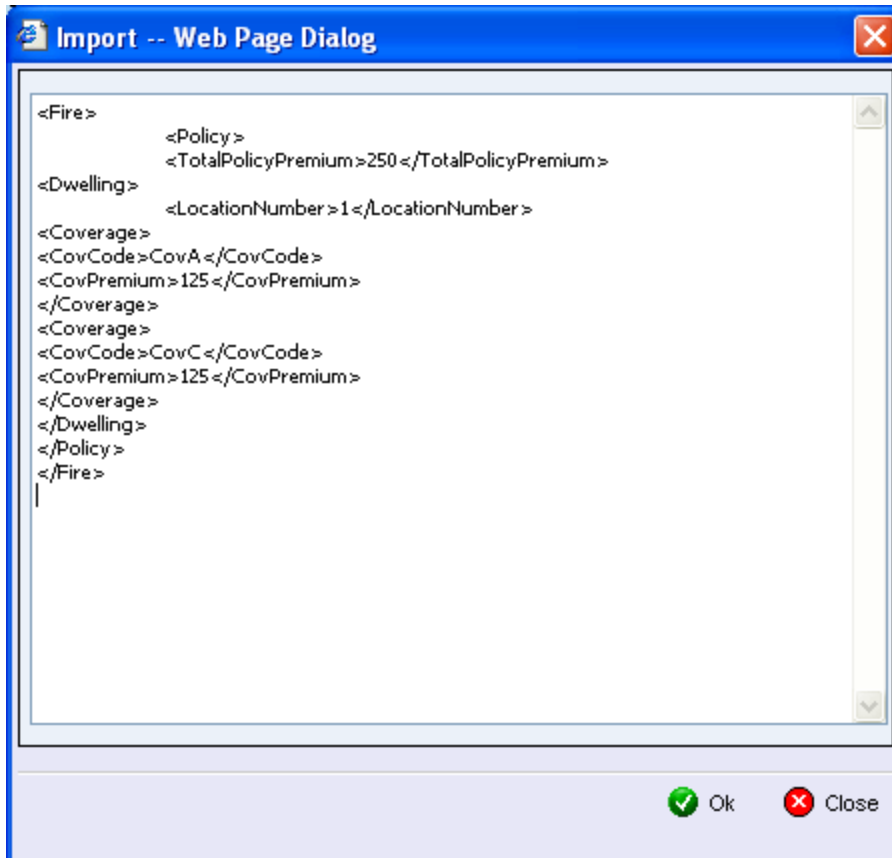 Import -- Web Page Dialog
<Fire>
<Policy>
<TotalPolicyPremium>250</TotalPolicyPremium>
<Dwelling>
<LocationNumber>1</LocationNumber>
<Coverage>
<CovCode>CovA</CovCode>
<CovPremium>125</CovPremium>
</Coverage>
<Coverage>
<CovCode>CovC</CovCode>
<CovPremium>125</CovPremium>
</Coverage>
</Dwelling>
</Policy>
</Fire>
Ok Close